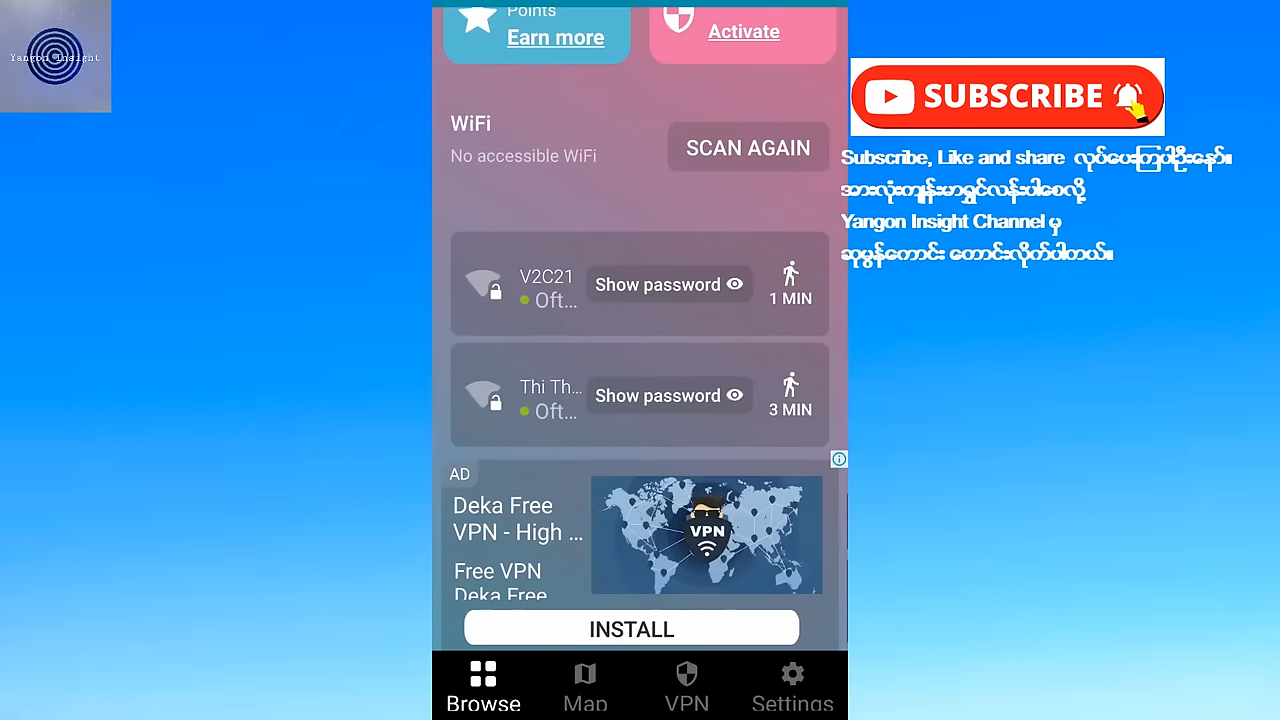 Yangon Insight
Points
Earn more
Activate
WiFi
No accessible WiFi
SCAN AGAIN
V2C21
Oft...
Show password
1 MIN
Thi Th...
Oft...
Show password
3 MIN
AD
Deka Free
VPN - High ...
Free VPN
Deka Free
VPN
INSTALL
Browse
Map
VPN
Settings
SUBSCRIBE
Subscribe, Like and share လုပ်ပေးကြပါဦးနော်။
အားလုံးကျန်းမာရွှင်လန်းပါစေလို့
Yangon Insight Channel မှ
ဆုမွန်ကောင်း တောင်းလိုက်ပါတယ်။